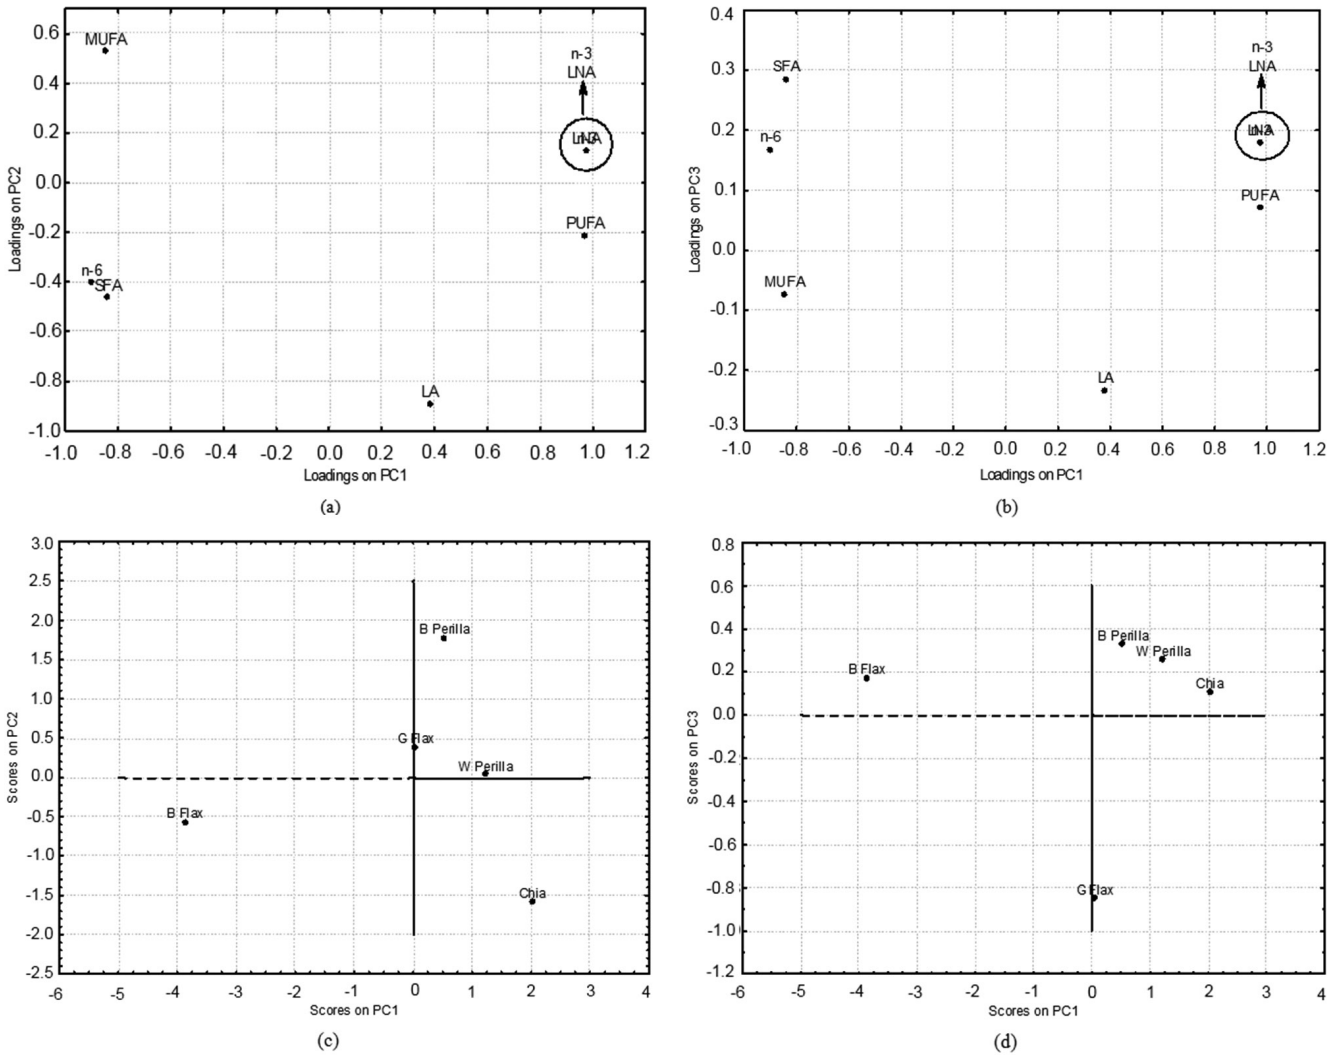 0.6
0.4
0.2
0.0
-0.2
-0.4
-0.6
-0.8
-1.0
Loadings on PC2
MUFA
n-3
LNA
PUFA
n-6
SFA
LA
-1.0 -0.8 -0.6 -0.4 -0.2 0.0 0.2 0.4 0.6 0.8 1.0 1.2
Loadings on PC1
(a)
0.4
0.3
0.2
0.1
0.0
-0.1
-0.2
-0.3
Loadings on PC3
SFA
n-6
n-3
LNA
PUFA
MUFA
LA
-1.0 -0.8 -0.6 -0.4 -0.2 0.0 0.2 0.4 0.6 0.8 1.0 1.2
Loadings on PC1
(b)
3.0
2.5
2.0
1.5
1.0
0.5
0.0
-0.5
-1.0
-1.5
-2.0
-2.5
Scores on PC2
B Perilla
G Flax
W Perilla
B Flax
Chia
-6 -5 -4 -3 -2 -1 0 1 2 3 4
Scores on PC1
(c)
0.8
0.6
0.4
0.2
0.0
-0.2
-0.4
-0.6
-0.8
-1.0
-1.2
Scores on PC3
B Perilla
W Perilla
B Flax
Chia
G Flax
-6 -5 -4 -3 -2 -1 0 1 2 3 4
Scores on PC1
(d)